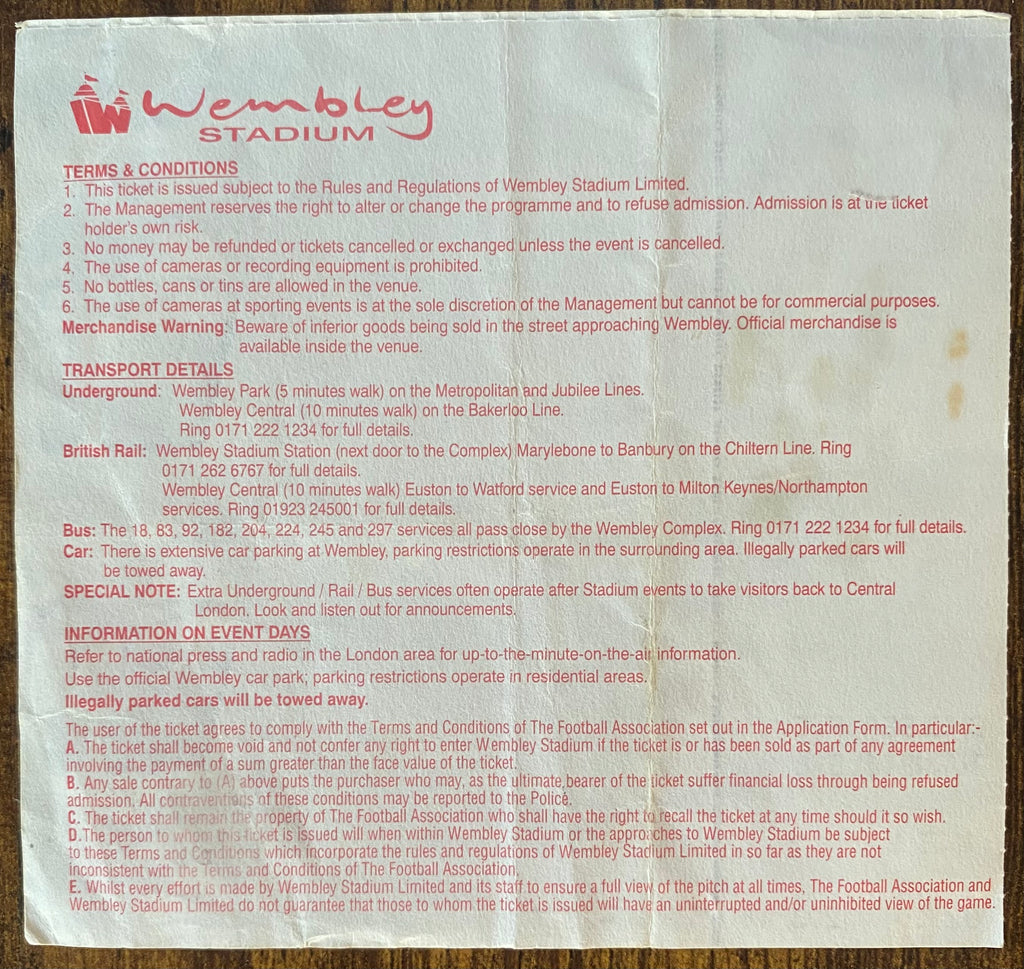 Wembley
STADIUM
TERMS & CONDITIONS
1. This ticket is issued subject to the Rules and Regulations of Wembley Stadium Limited.
2. The Management reserves the right to alter or change the programme and to refuse admission. Admission is at the ticket
holder's own risk.
3. No money may be refunded or tickets cancelled or exchanged unless the event is cancelled.
4. The use of cameras or recording equipment is prohibited.
5. No bottles, cans or tins are allowed in the venue.
6. The use of cameras at sporting events is at the sole discretion of the Management but cannot be for commercial purposes.
Merchandise Warning: Beware of inferior goods being sold in the street approaching Wembley. Official merchandise is
available inside the venue.
TRANSPORT DETAILS
Underground: Wembley Park (5 minutes walk) on the Metropolitan and Jubilee Lines.
Wembley Central (10 minutes walk) on the Bakerloo Line.
Ring 0171 222 1234 for full details.
British Rail: Wembley Stadium Station (next door to the Complex) Marylebone to Banbury on the Chiltern Line. Ring
0171 262 6767 for full details.
Wembley Central (10 minutes walk) Euston to Watford service and Euston to Milton Keynes/Northampton
services. Ring 01923 245001 for full details.
Bus: The 18, 83, 92, 182, 204, 224, 245 and 297 services all pass close by the Wembley Complex. Ring 0171 222 1234 for full details.
Car: There is extensive car parking at Wembley, parking restrictions operate in the surrounding area. Illegally parked cars will
be towed away.
SPECIAL NOTE: Extra Underground / Rail / Bus services often operate after Stadium events to take visitors back to Central
London. Look and listen out for announcements.
INFORMATION ON EVENT DAYS
Refer to national press and radio in the London area for up-to-the-minute-on-the-air information.
Use the official Wembley car park; parking restrictions operate in residential areas.
Illegally parked cars will be towed away.
The user of the ticket agrees to comply with the Terms and Conditions of The Football Association set out in the Application Form. In particular:-
A. The ticket shall become void and not confer any right to enter Wembley Stadium if the ticket is or has been sold as part of any agreement
involving the payment of a sum greater than the face value of the ticket.
B. Any sale contrary to (A) above puts the purchaser who may, as the ultimate bearer of the ticket suffer financial loss through being refused
admission. All contraventions of these conditions may be reported to the Police.
C. The ticket shall remain the property of The Football Association who shall have the right to recall the ticket at any time should it so wish.
D.The person to whom this ticket is issued will when within Wembley Stadium or the approaches to Wembley Stadium be subject
to these Terms and Conditions which incorporate the rules and regulations of Wembley Stadium Limited in so far as they are not
inconsistent with the Terms and Conditions of The Football Association.
E. Whilst every effort is made by Wembley Stadium Limited and its staff to ensure a full view of the pitch at all times, The Football Association and
Wembley Stadium Limited do not guarantee that those to whom the ticket is issued will have an uninterrupted and/or uninhibited view of the game.